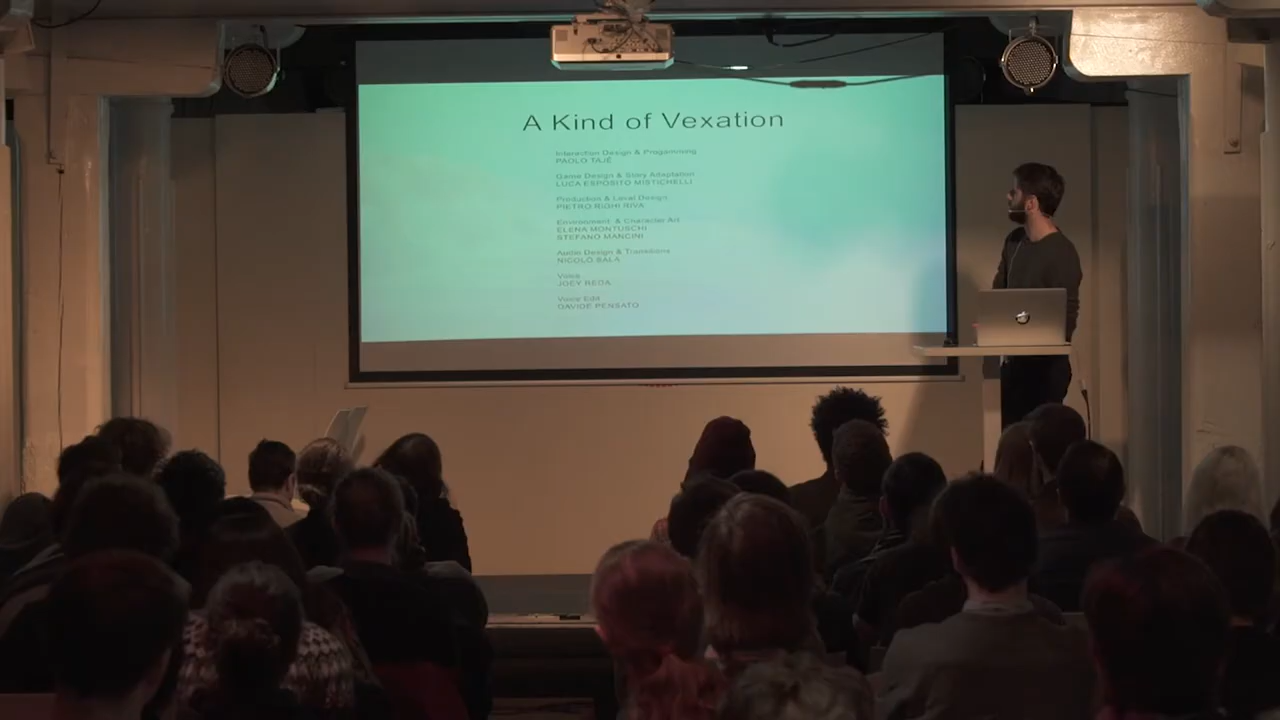 A Kind of Vexation
Interaction Design & Progamming
PAOLO TAJÈ
Game Design & Story Adaptation
LUCA ESPOSITO MISTICHELLI
Production & Level Design
PIETRO RIGHI RIVA
Environment & Character Art
ELENA MONTUSCHI
STEFANO MANCINI
Audio Design & Transitions
NICOLÒ SALA
Voice
JOEY REDA
Voice Edit
DAVIDE PENSATO